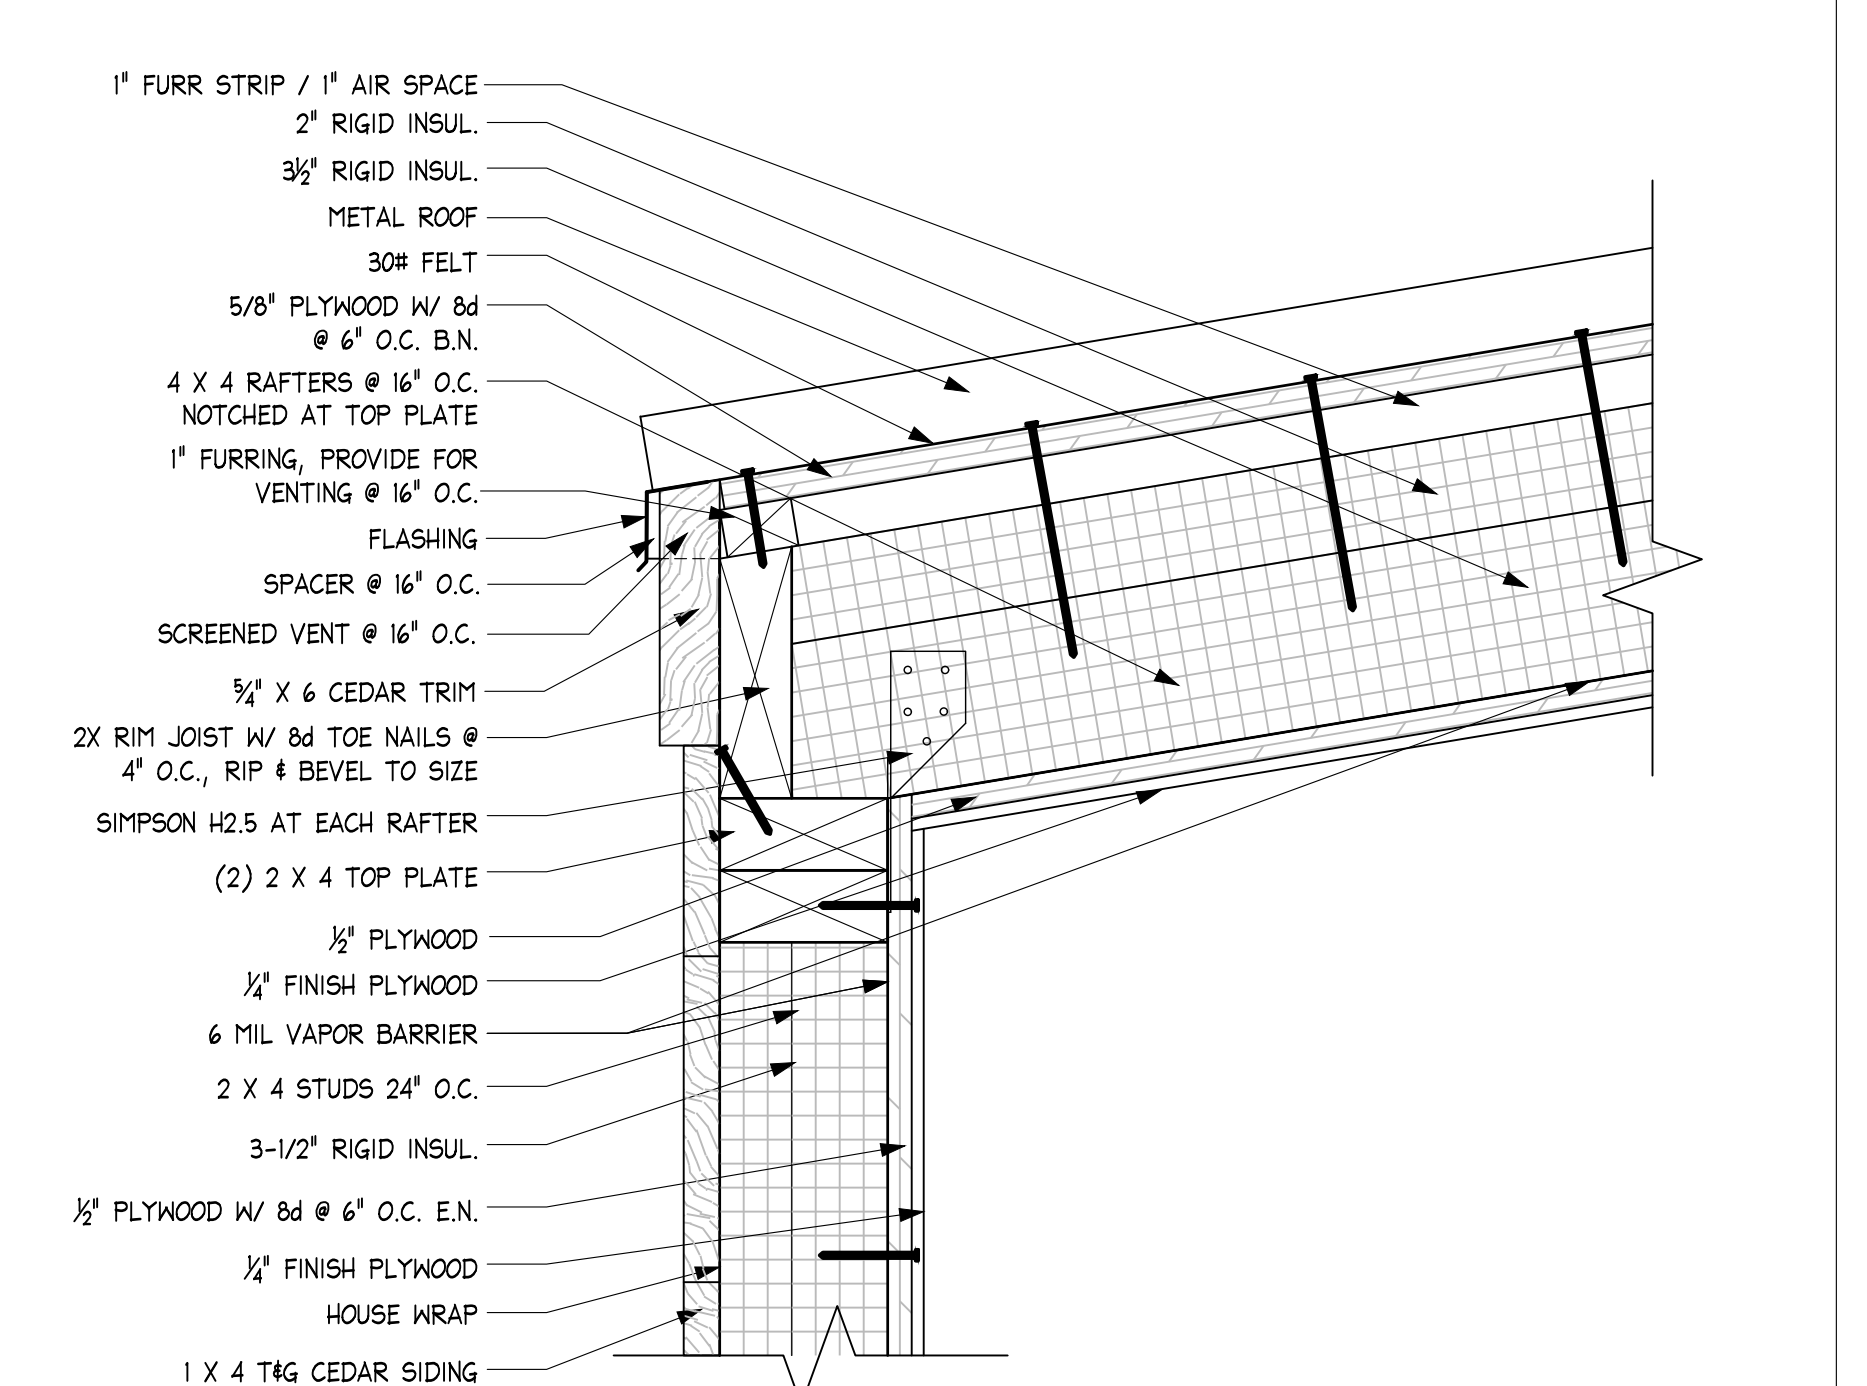 1" FURR STRIP / 1" AIR SPACE
2" RIGID INSUL.
3½" RIGID INSUL.
METAL ROOF
30# FELT
5/8" PLYWOOD W/ 8d
@ 6" O.C. B.N.
4 X 4 RAFTERS @ 16" O.C.
NOTCHED AT TOP PLATE
1" FURRING, PROVIDE FOR
VENTING @ 16" O.C.
FLASHING
SPACER @ 16" O.C.
SCREENED VENT @ 16" O.C.
5/4" X 6 CEDAR TRIM
2X RIM JOIST W/ 8d TOE NAILS @
4" O.C., RIP & BEVEL TO SIZE
SIMPSON H2.5 AT EACH RAFTER
(2) 2 X 4 TOP PLATE
½" PLYWOOD
¼" FINISH PLYWOOD
6 MIL VAPOR BARRIER
2 X 4 STUDS 24" O.C.
3-1/2" RIGID INSUL.
½" PLYWOOD W/ 8d @ 6" O.C. E.N.
¼" FINISH PLYWOOD
HOUSE WRAP
1 X 4 T&G CEDAR SIDING